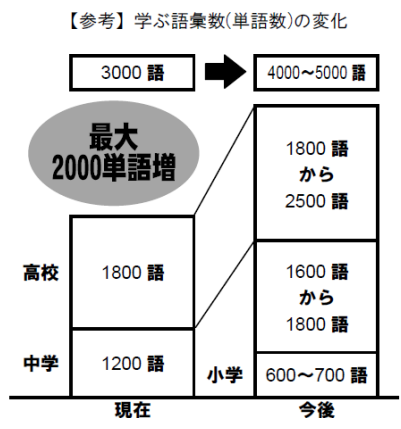 【参考】学ぶ語彙数(単語数)の変化
3000 語
4000～5000 語
最大
2000単語増
1800 語
から
2500 語
高校
1800 語
1600 語
から
1800 語
中学
1200 語
小学
600～700 語
現在
今後